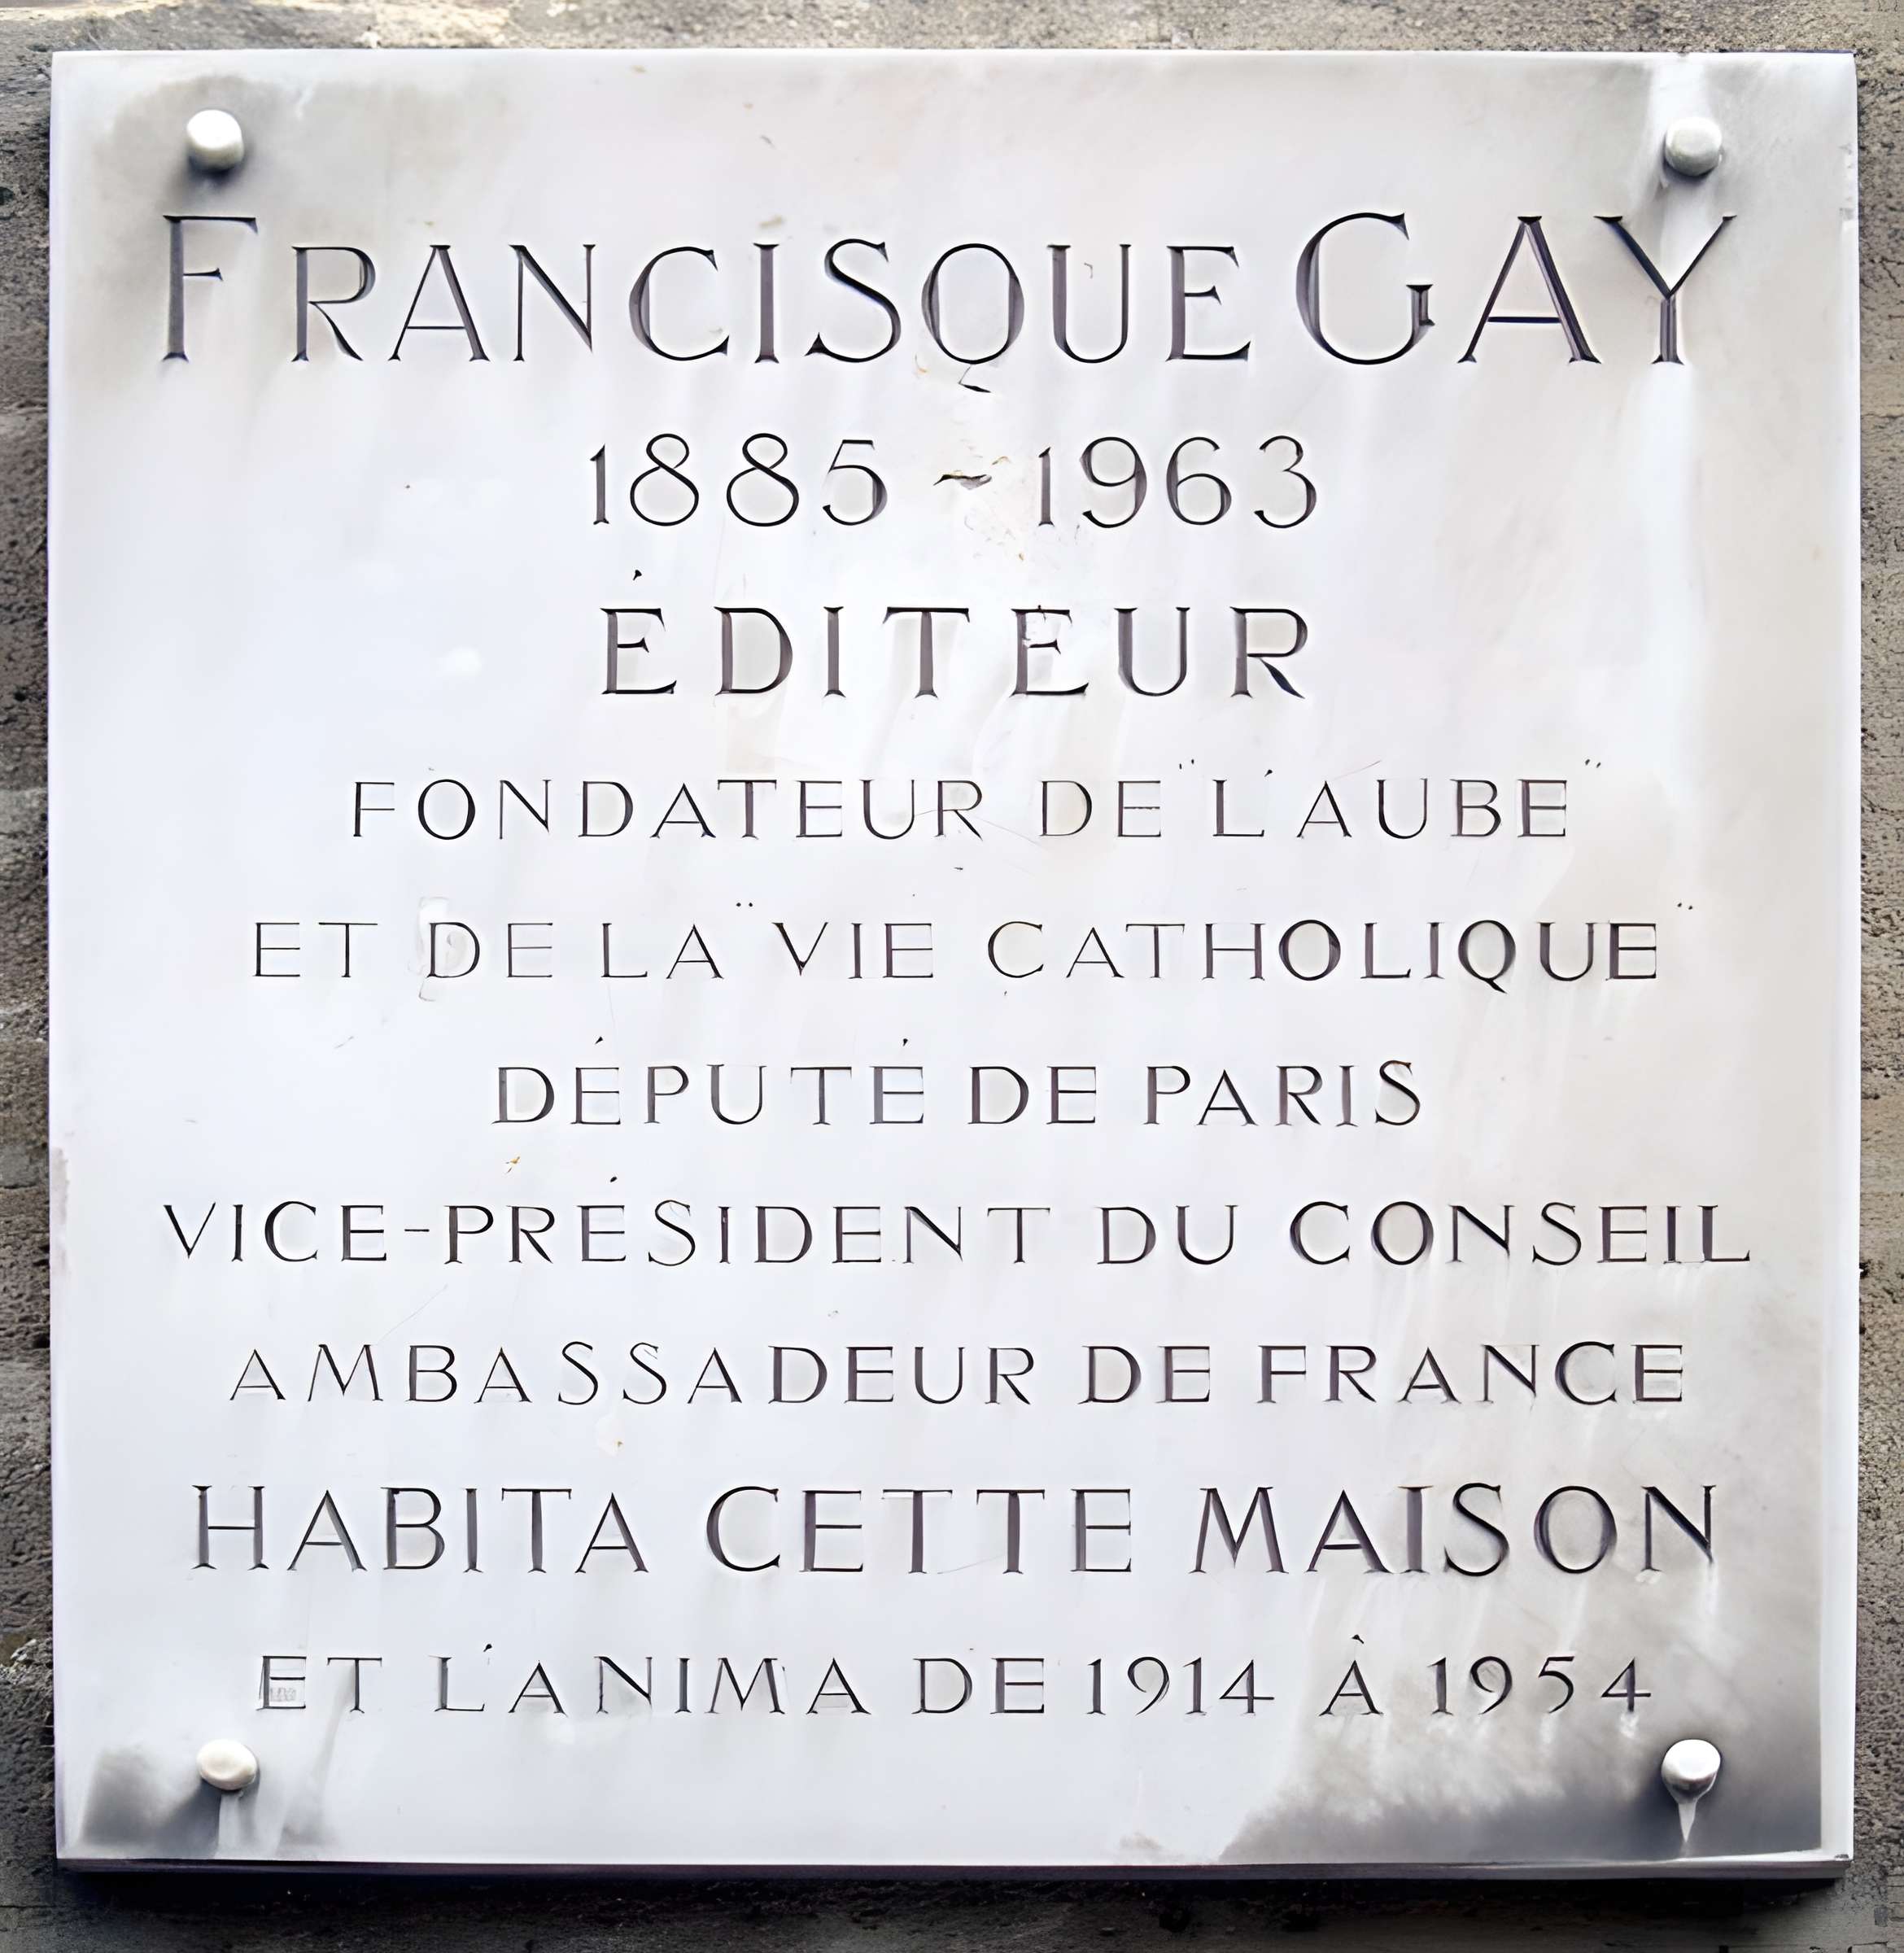 FRANCISQUE GAY
1885 - 1963
ÉDITEUR
FONDATEUR DE "L'AUBE"
ET DE LA "VIE CATHOLIQUE"
DÉPUTÉ DE PARIS
VICE-PRÉSIDENT DU CONSEIL
AMBASSADEUR DE FRANCE
HABITA CETTE MAISON
ET L'ANIMA DE 1914 À 1954